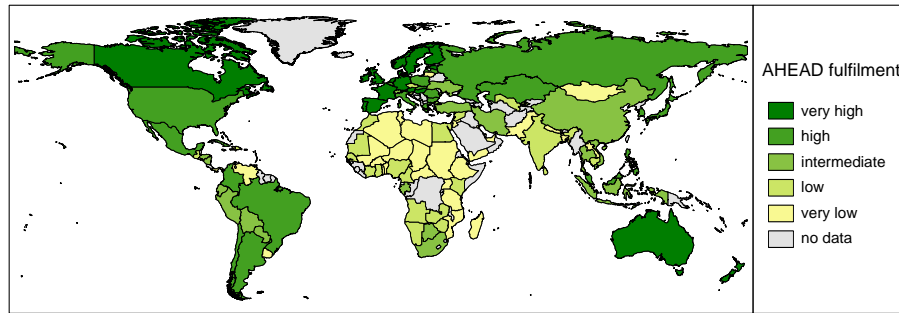 AHEAD fulfilment
very high
high
intermediate
low
very low
no data